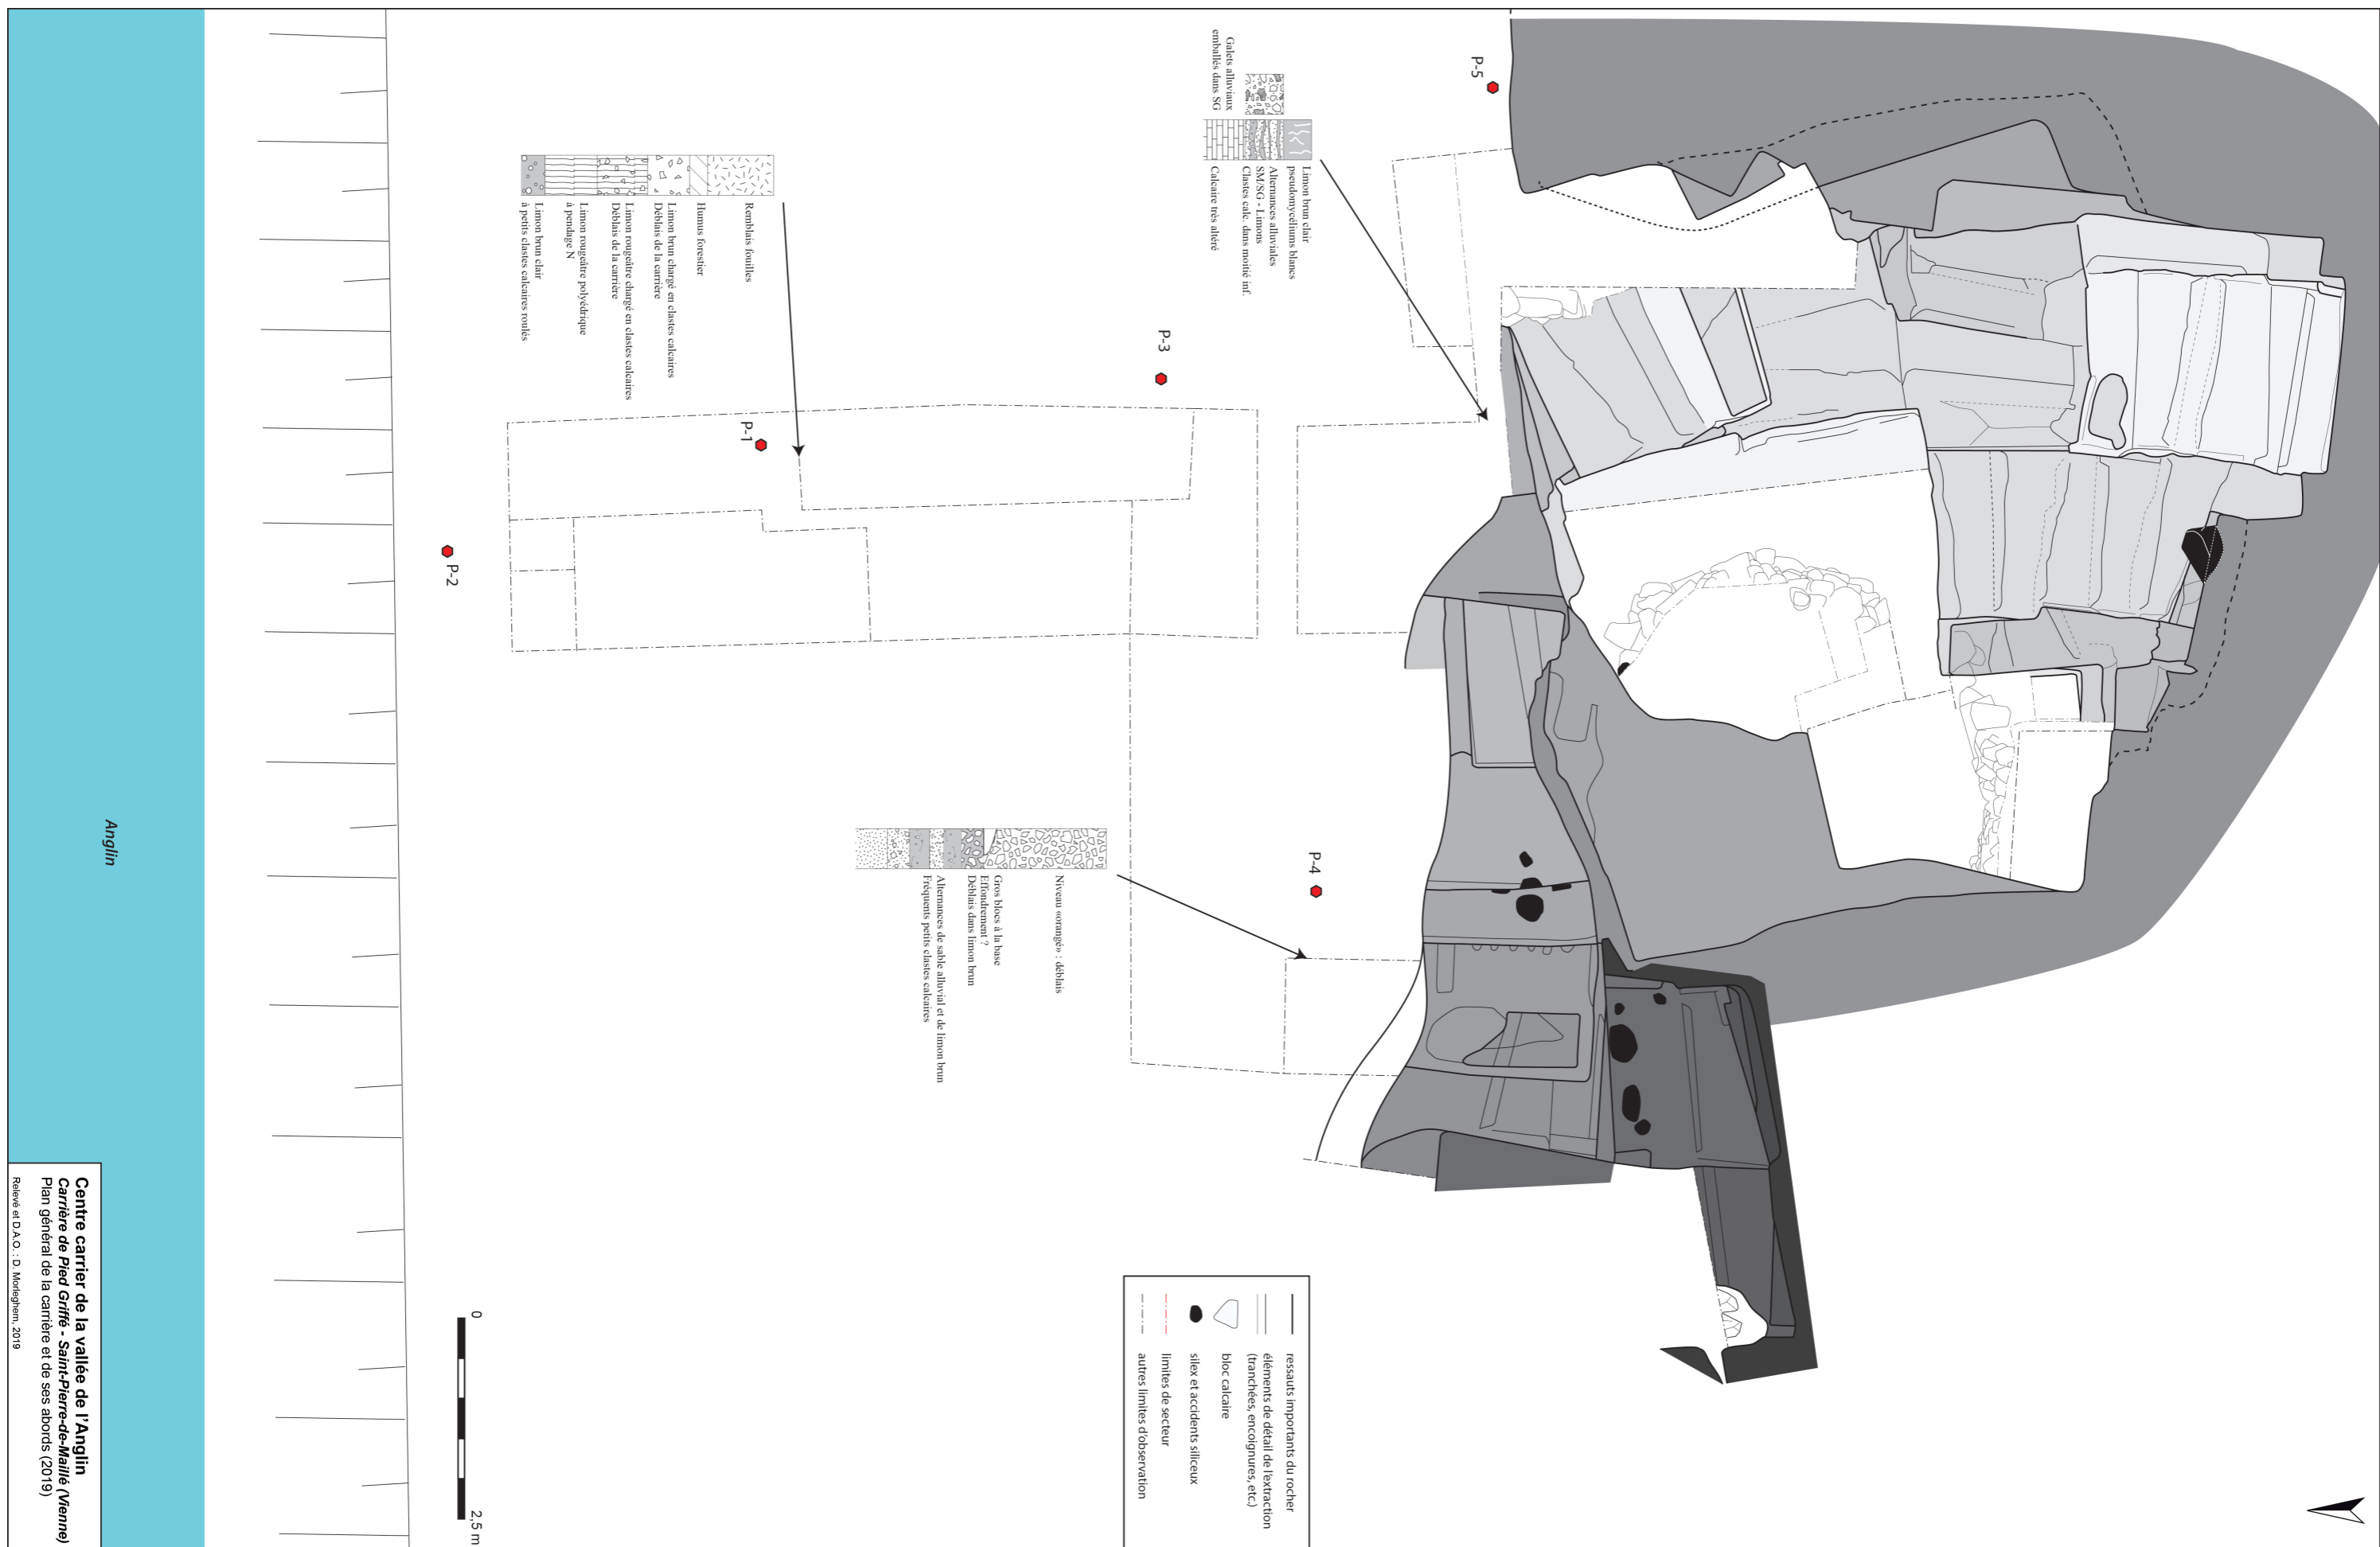 P-5
Galets alluviaux
emballés dans SG
Limon brun clair
pseudomycéliums blancs
Alternances alluviales
SM/SG - Limons
Clastes calc. dans moitié inf.
Calcaire très altéré
P-3
Remblais fouilles
Humus forestier
Limon brun chargé en clastes calcaires
Déblais de la carrière
Limon rougeâtre chargé en clastes calcaires
Déblais de la carrière
Limon rougeâtre polyédrique
à pendage N
Limon brun clair
à petits clastes calcaires roulés
P-1
P-2
P-4
Niveau «orangé» : déblais
Gros blocs à la base
Effondrement ?
Déblais dans limon brun
Alternances de sable alluvial et de limon brun
Fréquents petits clastes calcaires
Anglin
ressauts importants du rocher
éléments de détail de l'extraction
(tranchées, encoignures, etc.)
bloc calcaire
silex et accidents siliceux
limites de secteur
autres limites d'observation
0
2,5 m
Centre carrier de la vallée de l'Anglin
Carrière de Pied Griffé - Saint-Pierre-de-Maillé (Vienne)
Plan général de la carrière et de ses abords (2019)
Relevé et D.A.O. : D. Morleghem, 2019